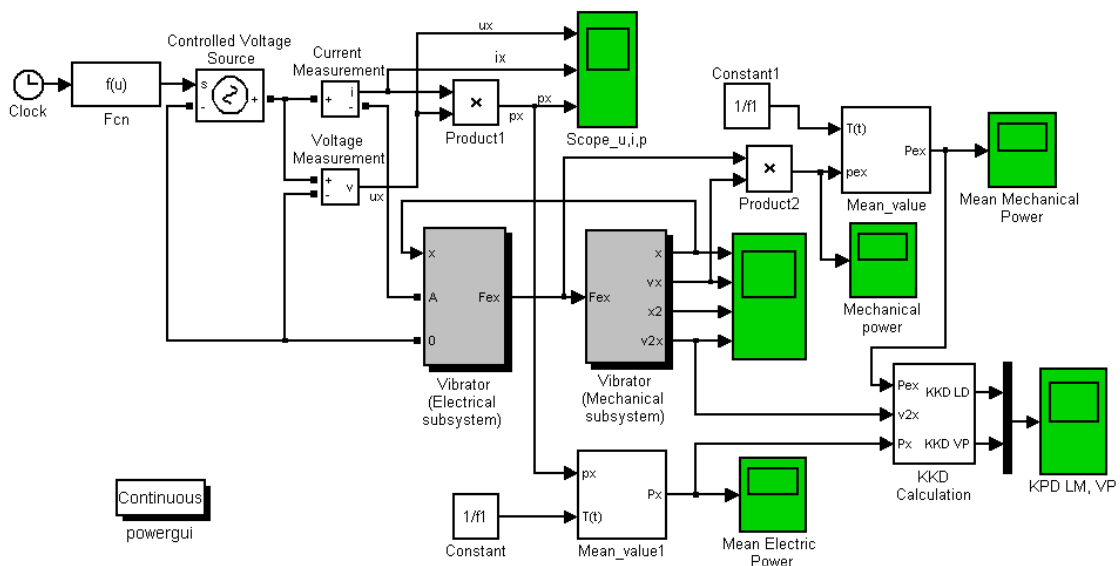 Clock
f(u)
Fcn
Controlled Voltage
Source
s
-
+
Current
Measurement
+
i
-
Voltage
Measurement
+
-
v
ux
ux
ix
px
×
Product1
px
Scope_u,i,p
Constant1
1/f1
T(t)
pex
Pex
Mean_value
Mean Mechanical
Power
×
Product2
Mechanical
power
x
A
0
Fex
Vibrator
(Electrical
subsystem)
Fex
x
vx
x2
v2x
Vibrator
(Mechanical
subsystem)
Pex
v2x
Px
KKD LD
KKD VP
KKD
Calculation
KPD LM, VP
Continuous
powergui
1/f1
Constant
px
T(t)
Px
Mean_value1
Mean Electric
Power